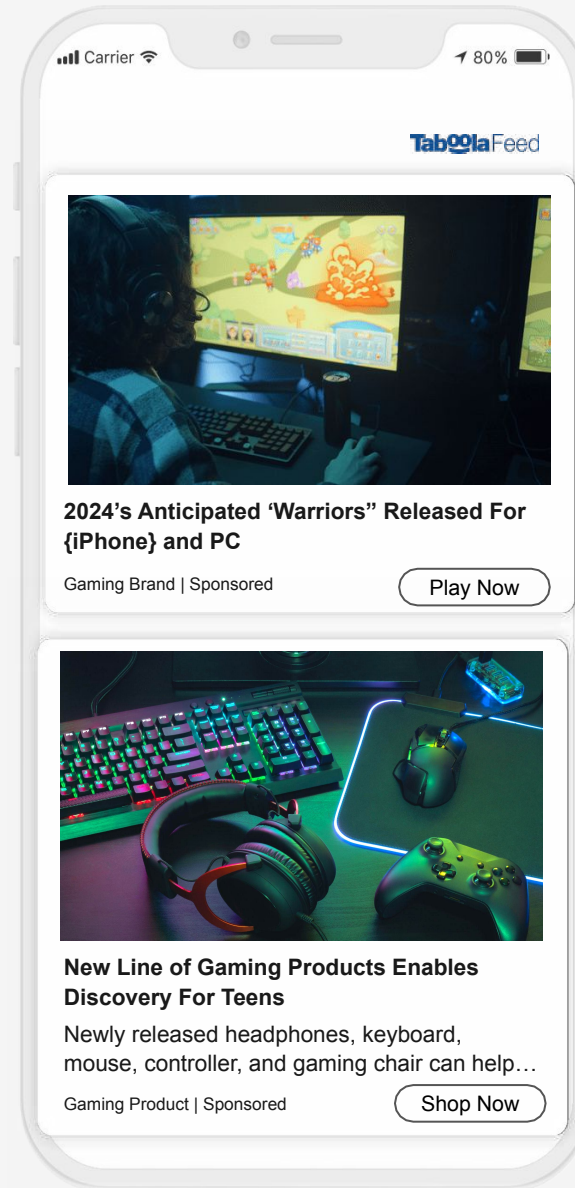 Carrier
80%
Taboola Feed
2024's Anticipated ‘Warriors” Released For
{iPhone} and PC
Gaming Brand | Sponsored
Play Now
New Line of Gaming Products Enables
Discovery For Teens
Newly released headphones, keyboard,
mouse, controller, and gaming chair can help…
Gaming Product | Sponsored
Shop Now